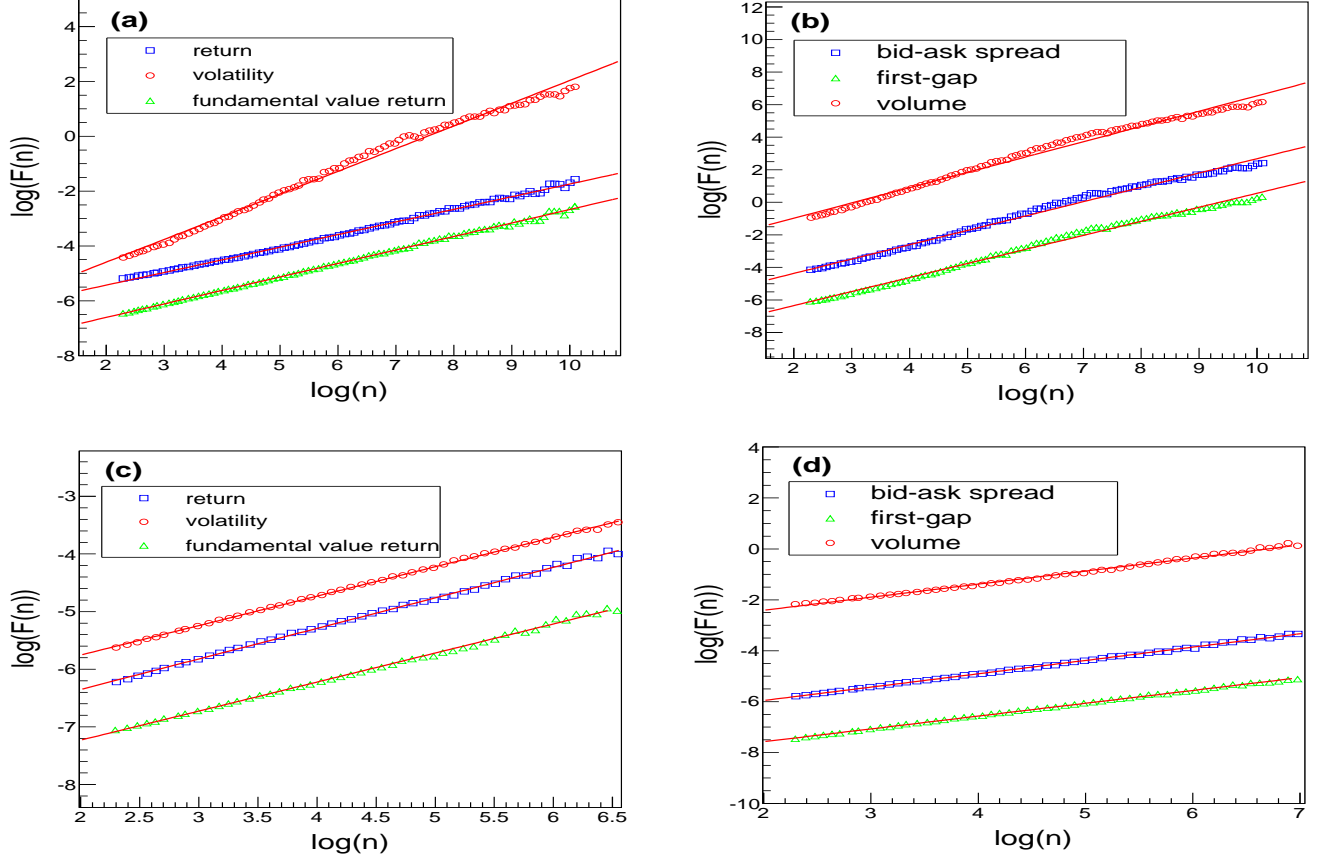 (a)
return
volatility
fundamental value return
4
2
0
-2
-4
-6
-8
log(F(n))
2 3 4 5 6 7 8 9 10
log(n)
(b)
bid-ask spread
first-gap
volume
12
10
8
6
4
2
0
-2
-4
-6
-8
log(F(n))
2 3 4 5 6 7 8 9 10
log(n)
(c)
return
volatility
fundamental value return
-3
-4
-5
-6
-7
-8
log(F(n))
2 2.5 3 3.5 4 4.5 5 5.5 6 6.5
log(n)
(d)
bid-ask spread
first-gap
volume
4
2
0
-2
-4
-6
-8
-10
log(F(n))
2 3 4 5 6 7
log(n)